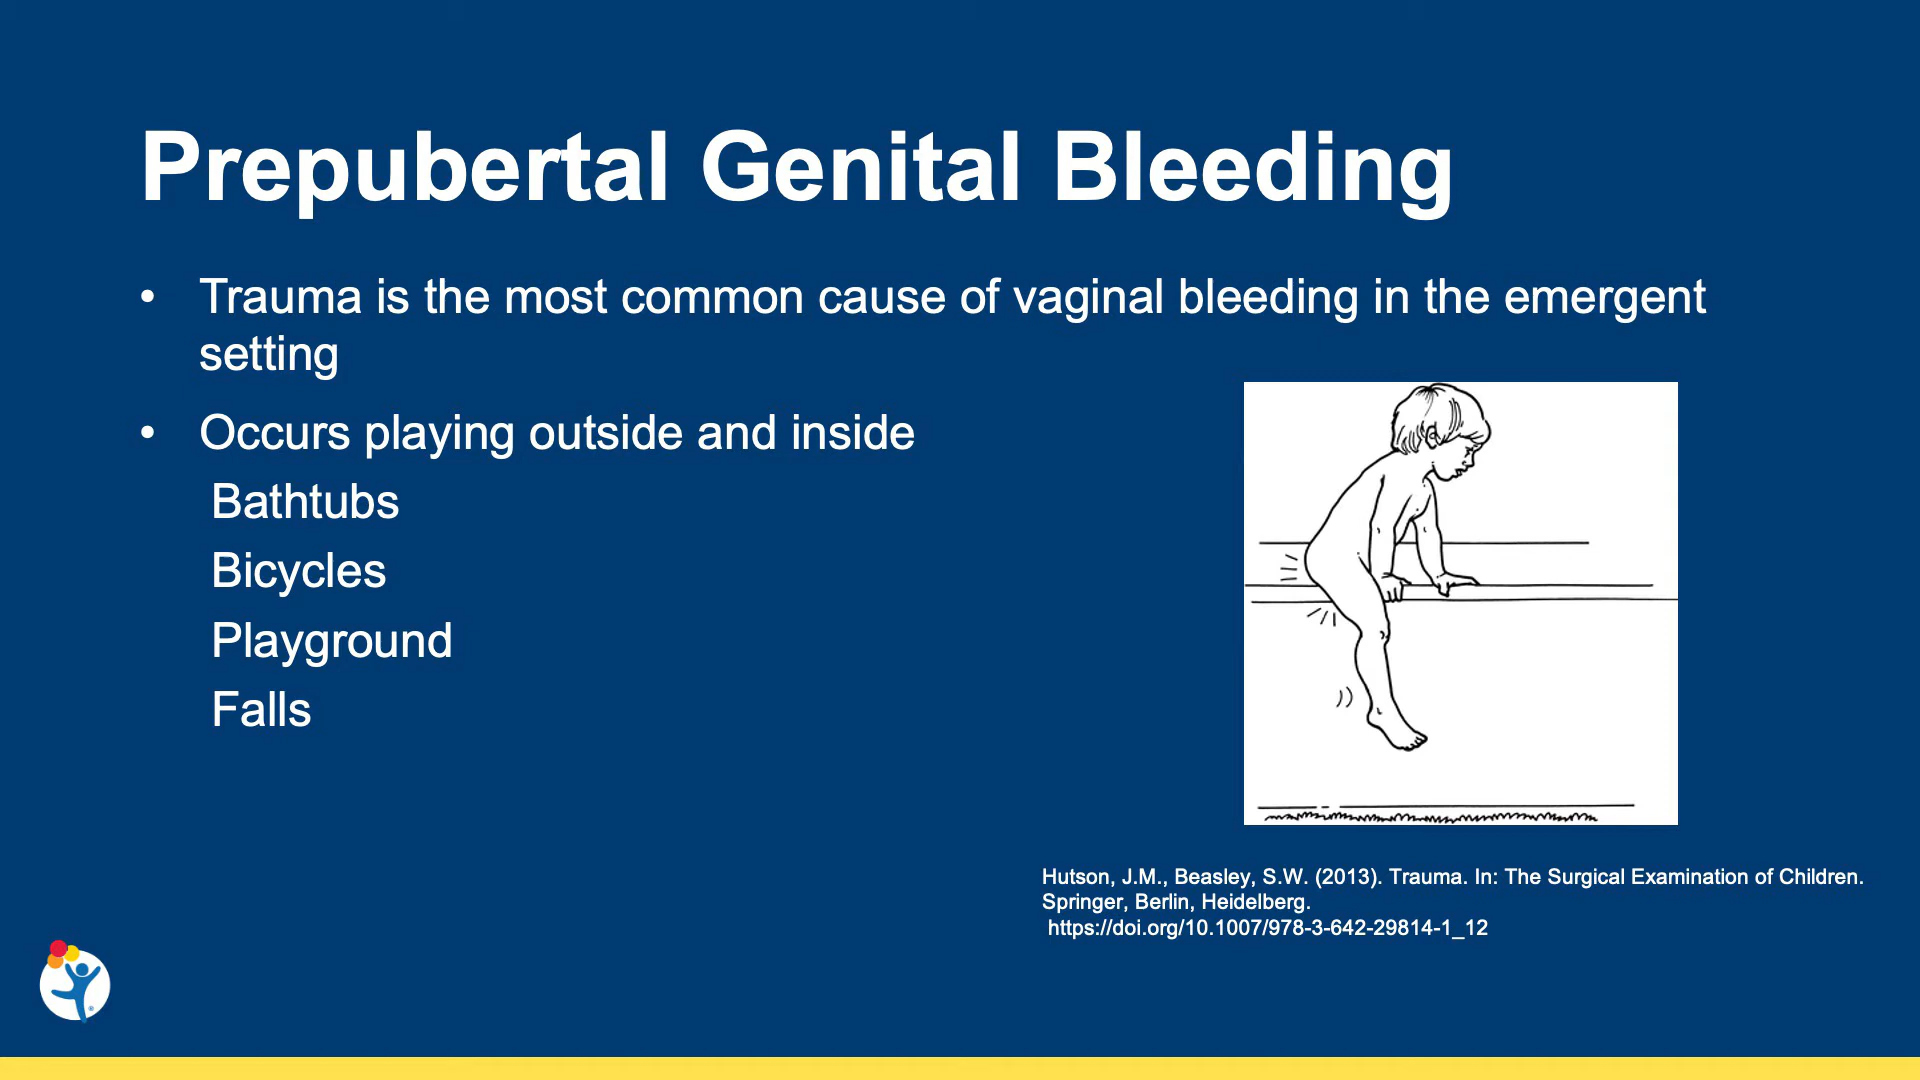 Prepubertal Genital Bleeding
• Trauma is the most common cause of vaginal bleeding in the emergent
setting
• Occurs playing outside and inside
Bathtubs
Bicycles
Playground
Falls
Hutson, J.M., Beasley, S.W. (2013). Trauma. In: The Surgical Examination of Children.
Springer, Berlin, Heidelberg.
https://doi.org/10.1007/978-3-642-29814-1_12